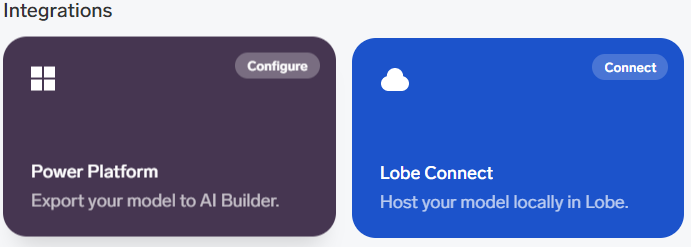 Integrations
Configure
Power Platform
Export your model to AI Builder.
Connect
Lobe Connect
Host your model locally in Lobe.